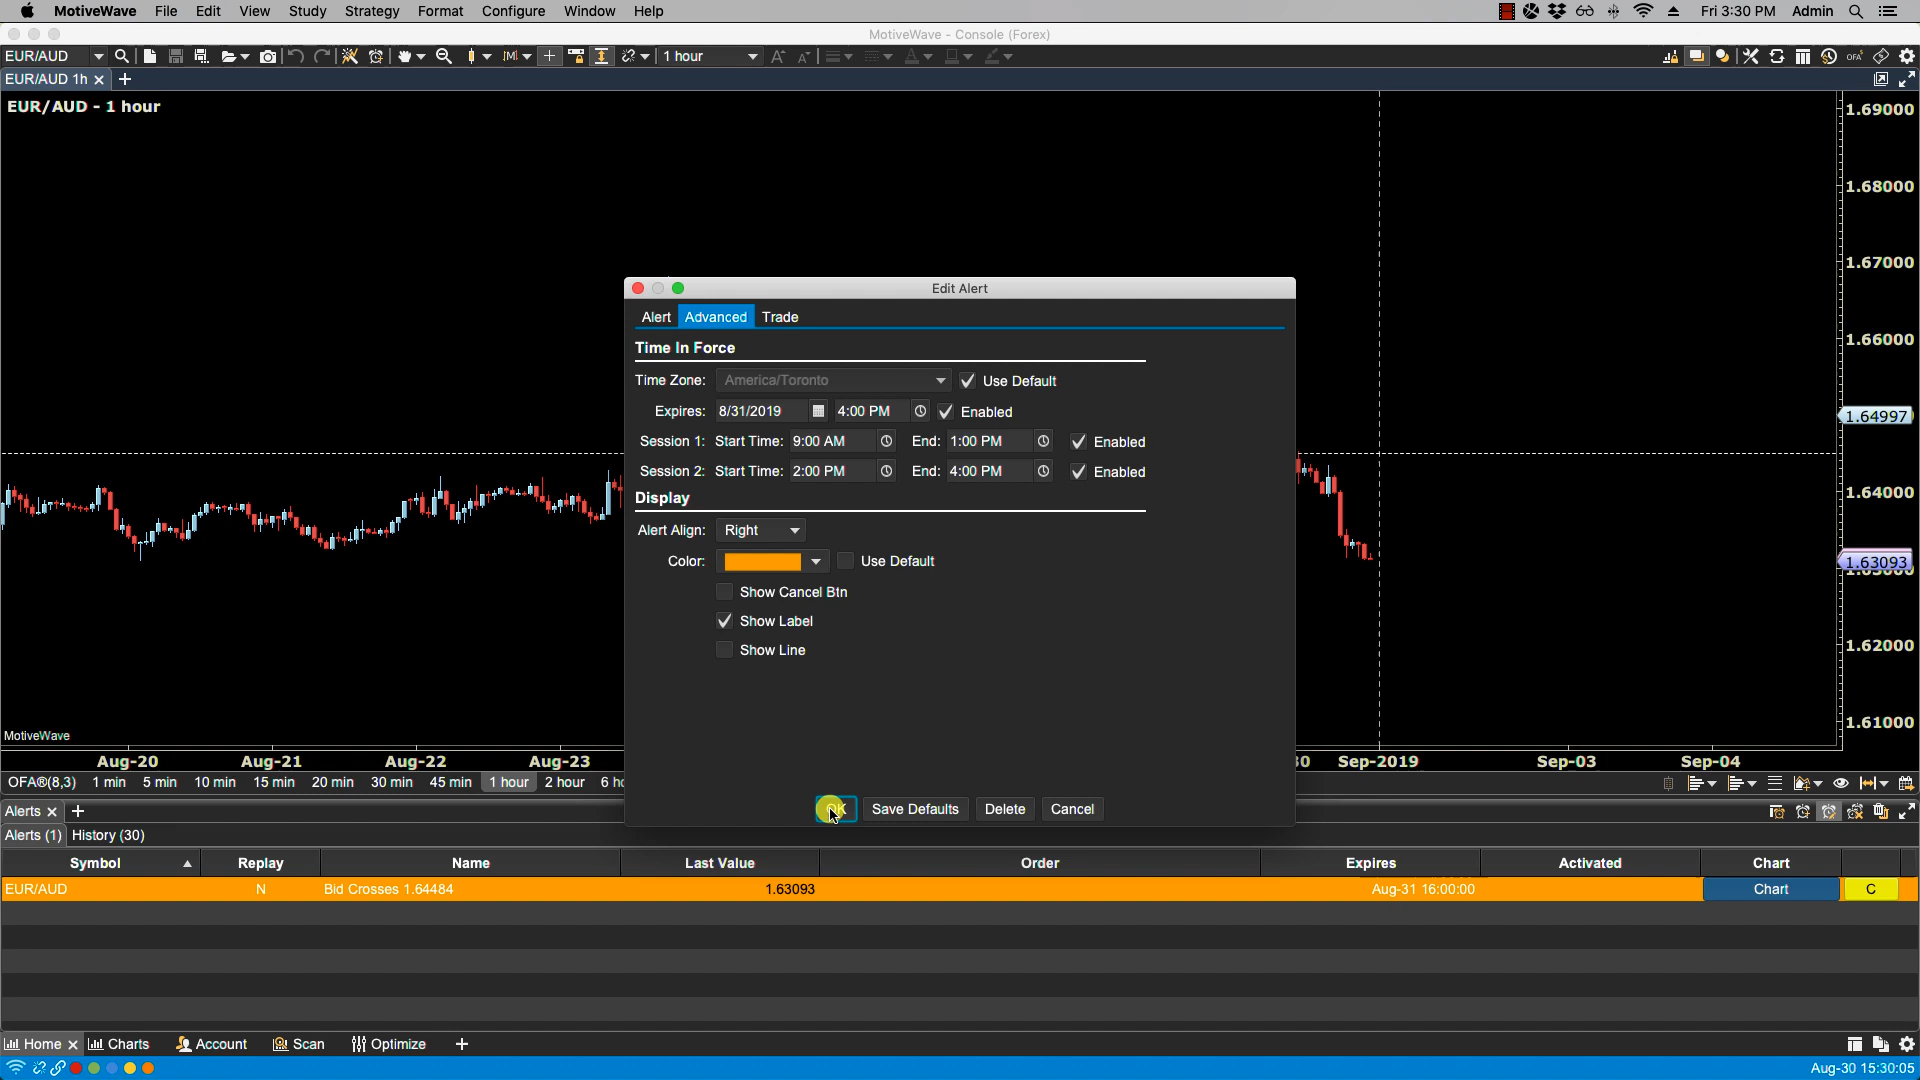 MotiveWave File Edit View Study Strategy Format Configure Window Help Fri 3:30 PM Admin
MotiveWave - Console (Forex)
EUR/AUD 1 hour
EUR/AUD 1h
EUR/AUD - 1 hour
1.69000
1.68000
1.67000
1.66000
1.64997
1.64000
1.63093
1.62000
1.61000
Edit Alert
Alert Advanced Trade
Time In Force
Time Zone: America/Toronto Use Default
Expires: 8/31/2019 4:00 PM Enabled
Session 1: Start Time: 9:00 AM End: 1:00 PM Enabled
Session 2: Start Time: 2:00 PM End: 4:00 PM Enabled
Display
Alert Align: Right
Color: Use Default
Show Cancel Btn
Show Label
Show Line
OK Save Defaults Delete Cancel
MotiveWave
Aug-20 Aug-21 Aug-22 Aug-23 30 Sep-2019 Sep-03 Sep-04
OFA®(8,3) 1 min 5 min 10 min 15 min 20 min 30 min 45 min 1 hour 2 hour
Alerts
Alerts (1) History (30)
Symbol Replay Name Last Value Order Expires Activated Chart
EUR/AUD N Bid Crosses 1.64484 1.63093 Aug-31 16:00:00 Chart C
Home Charts Account Scan Optimize
Aug-30 15:30:05